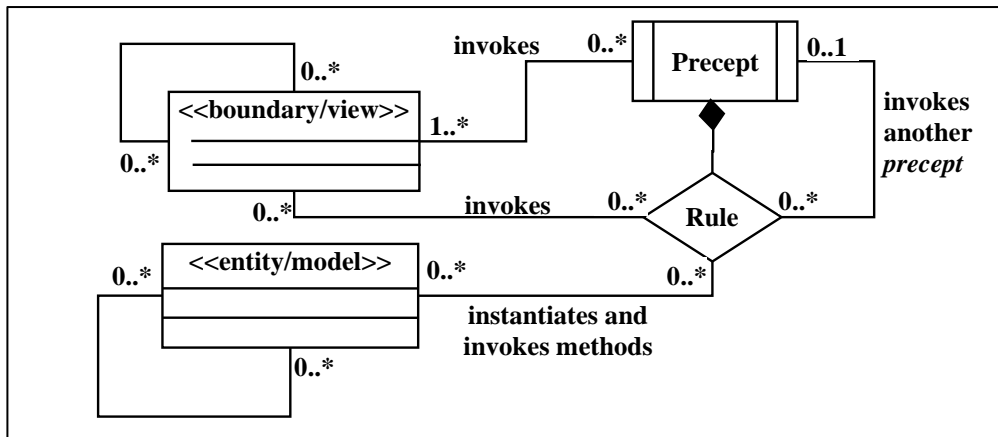 invokes
0..*
Precept
0..1
0..*
<<boundary/view>>
1..*
invokes
another
precept
0..*
0..*
invokes
0..*
Rule
0..*
<<entity/model>>
0..*
0..*
0..*
instantiates and
invokes methods
0..*